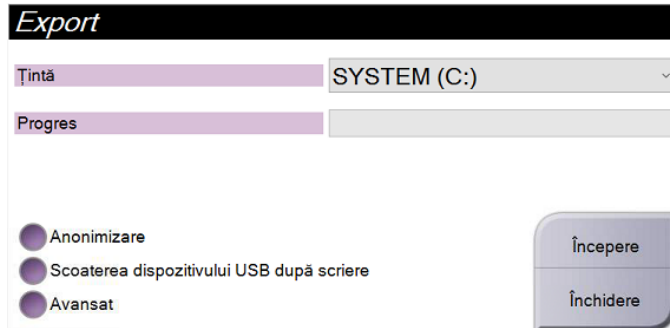 Export
Țintă
SYSTEM (C:)
Progres
Anonimizare
Scoaterea dispozitivului USB după scriere
Avansat
Începere
Închidere